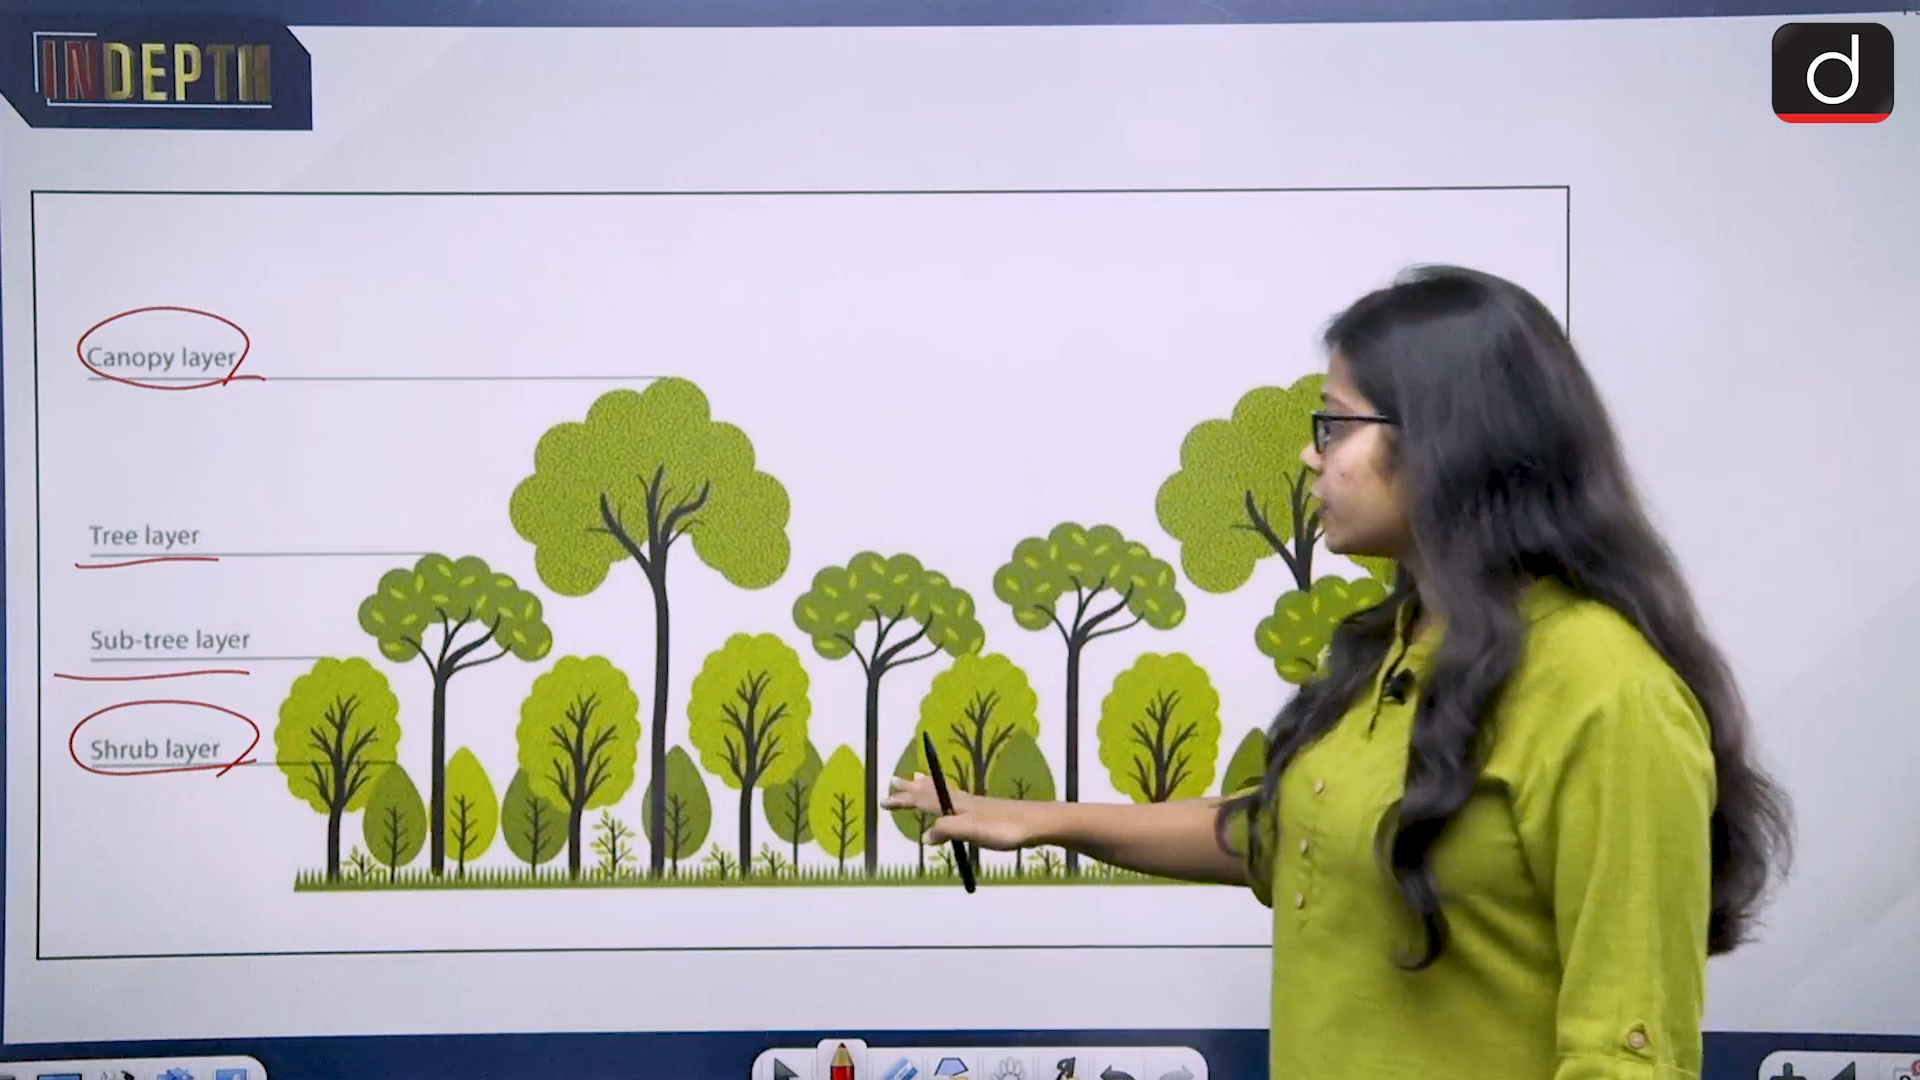 INDEPTH
d
Canopy layer
Tree layer
Sub-tree layer
Shrub layer